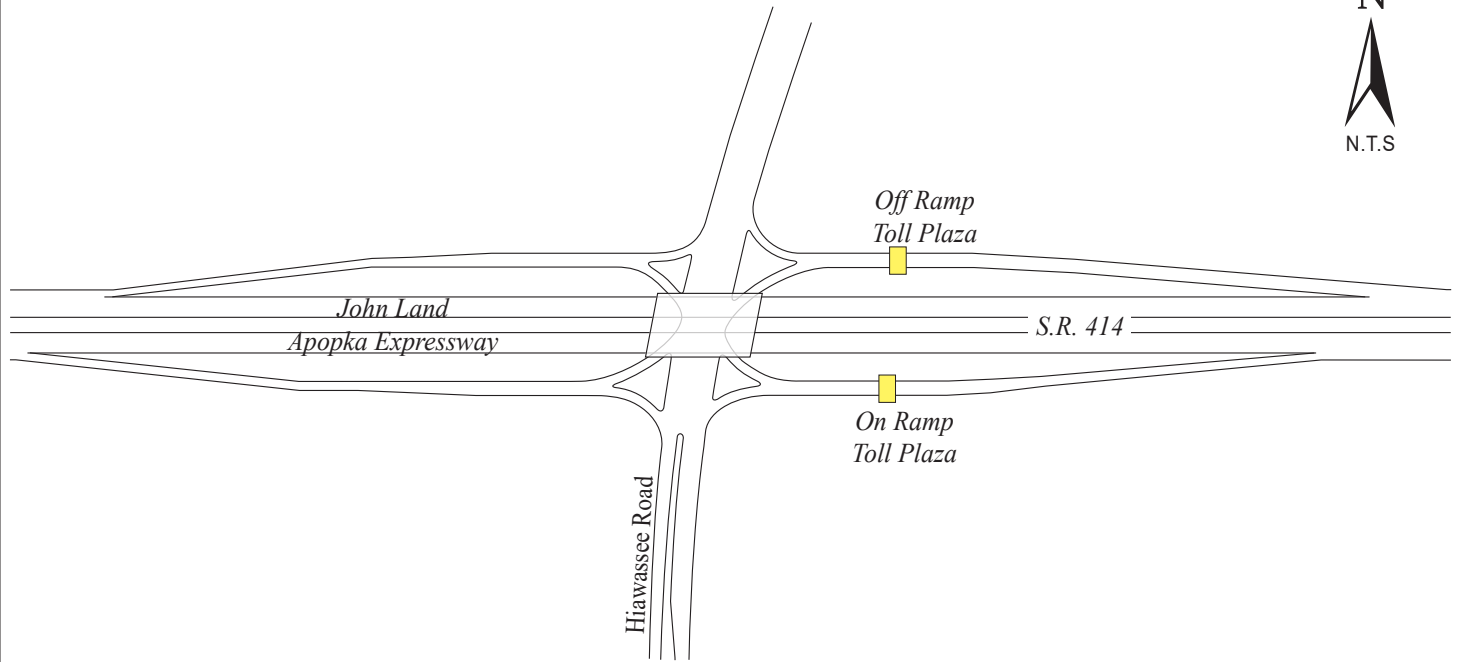 N
N.T.S
Off Ramp
Toll Plaza
John Land
Apopka Expressway
S.R. 414
On Ramp
Toll Plaza
Hiawassee Road